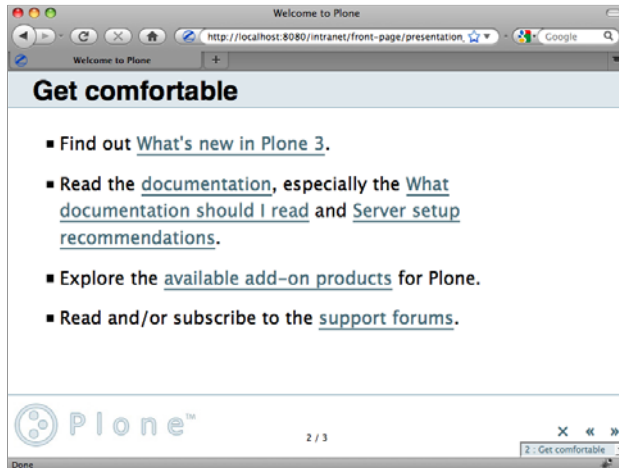 Welcome to Plone
http://localhost:8080/intranet/front-page/presentation_
Google
Welcome to Plone
+
Get comfortable
Find out What's new in Plone 3.
Read the documentation, especially the What
documentation should I read and Server setup
recommendations.
Explore the available add-on products for Plone.
Read and/or subscribe to the support forums.
Plone™
2 / 3
× « »
2 : Get comfortable
Done